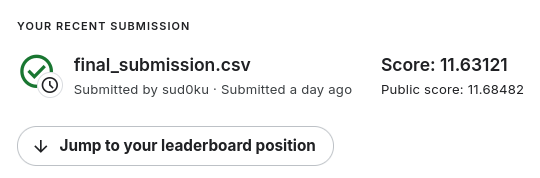 YOUR RECENT SUBMISSION
final_submission.csv
Score: 11.63121
Submitted by sud0ku · Submitted a day ago
Public score: 11.68482
Jump to your leaderboard position